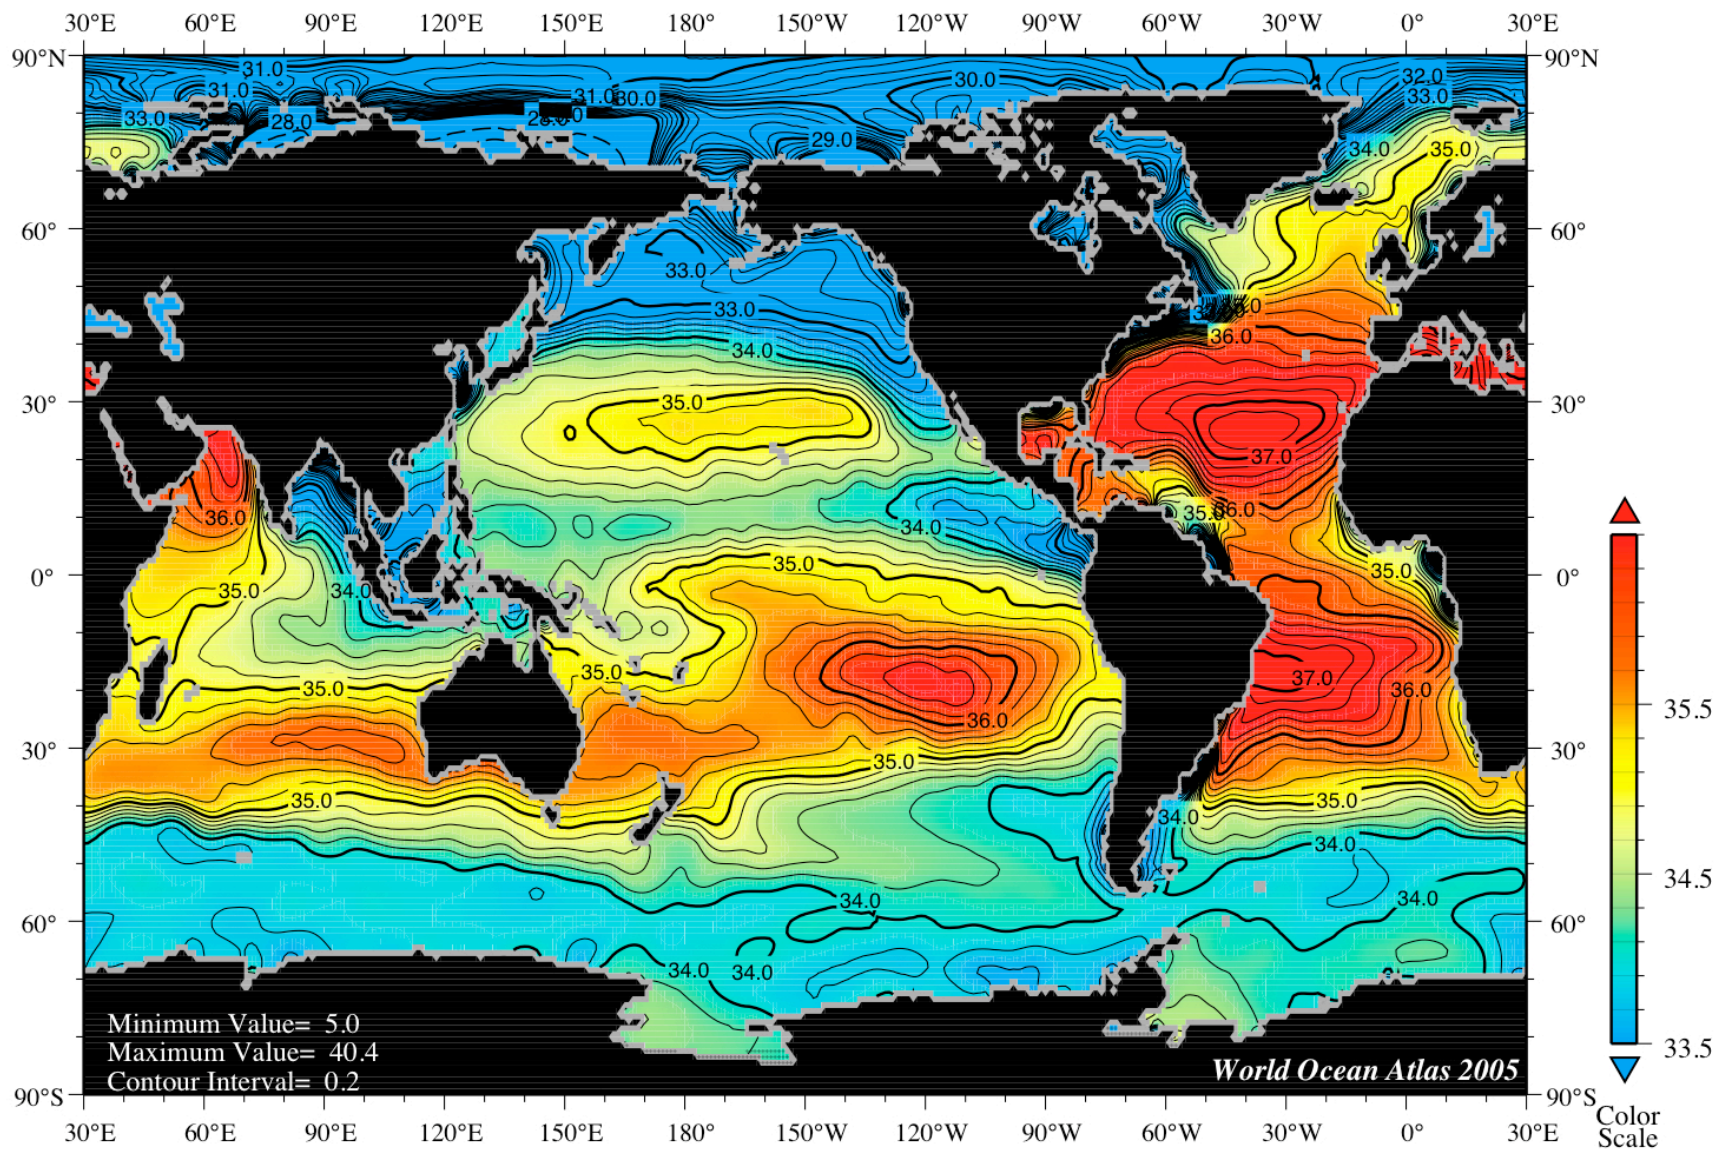 30°E 60°E 90°E 120°E 150°E 180° 150°W 120°W 90°W 60°W 30°W 0° 30°E
90°N 90°N
31.0 30.0 32.0
31.0 31.0 30.0 33.0
33.0 28.0 29.0 34.0 35.0
60° 60°
33.0
33.0
34.0 36.0
30° 35.0 30°
37.0
36.0 34.0 35.0 36.0
0° 35.0 34.0 35.0 35.0 0°
35.0 35.0 37.0 36.0
36.0
30° 35.0 30°
35.0 35.0
34.0 34.0
34.0 34.0
60° 60°
34.0 34.0
Minimum Value= 5.0
Maximum Value= 40.4
Contour Interval= 0.2
World Ocean Atlas 2005
90°S 90°S
30°E 60°E 90°E 120°E 150°E 180° 150°W 120°W 90°W 60°W 30°W 0° 30°E
35.5
34.5
33.5
Color
Scale